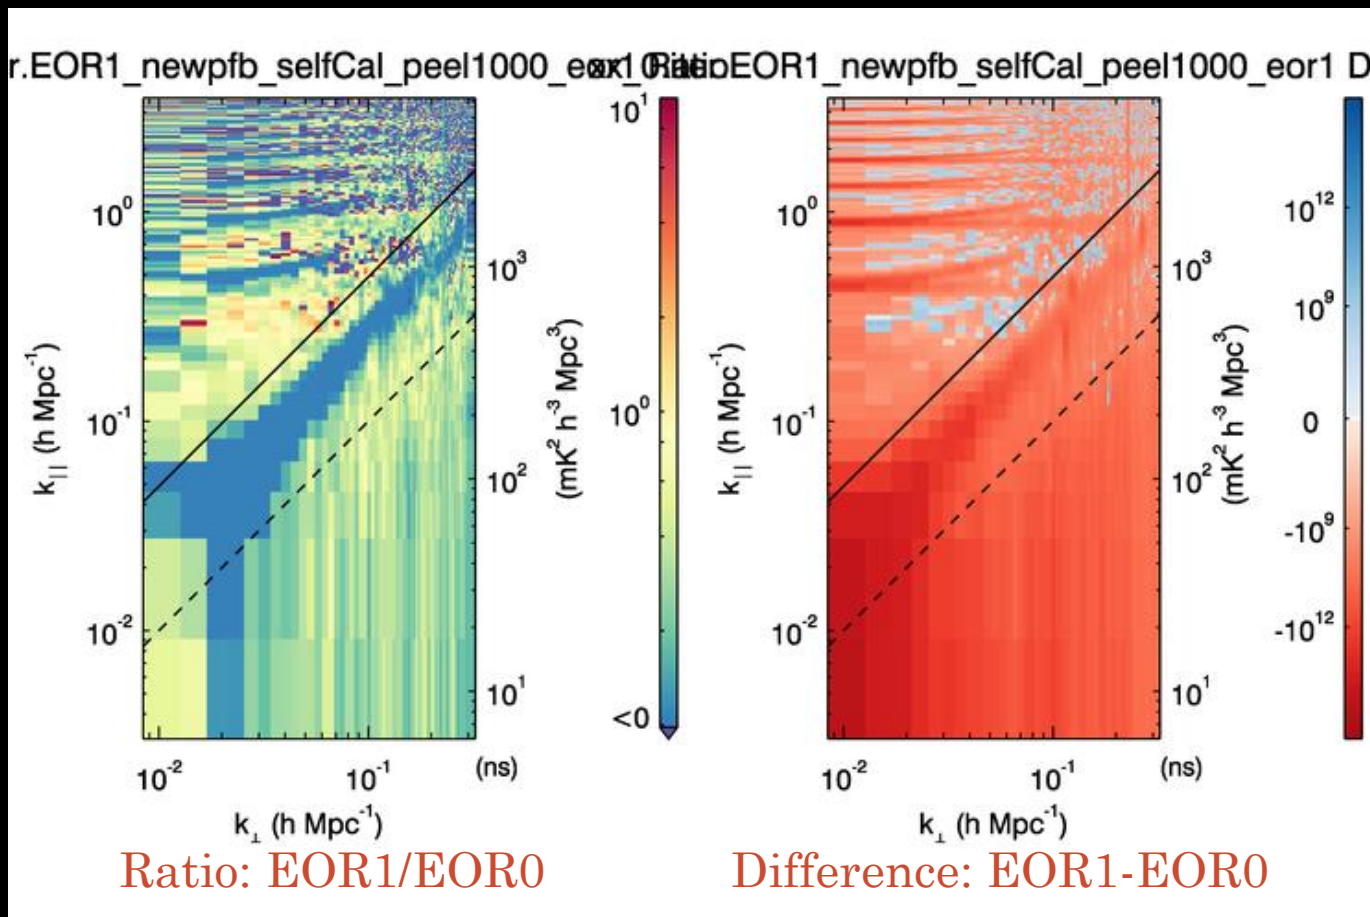 r.EOR1_newpfb_selfCal_peel1000_eor1 Ratio
EOR1_newpfb_selfCal_peel1000_eor1 D
10^1
10^0
<0
10^0
10^-1
10^-2
k_|| (h Mpc^-1)
10^3
10^2
10^1
(mK^2 h^-3 Mpc^3)
10^-2
10^-1
(ns)
k_⊥ (h Mpc^-1)
Ratio: EOR1/EOR0
10^0
10^-1
10^-2
k_|| (h Mpc^-1)
10^3
10^2
10^1
(mK^2 h^-3 Mpc^3)
10^12
10^9
0
-10^9
-10^12
10^-2
10^-1
(ns)
k_⊥ (h Mpc^-1)
Difference: EOR1-EOR0